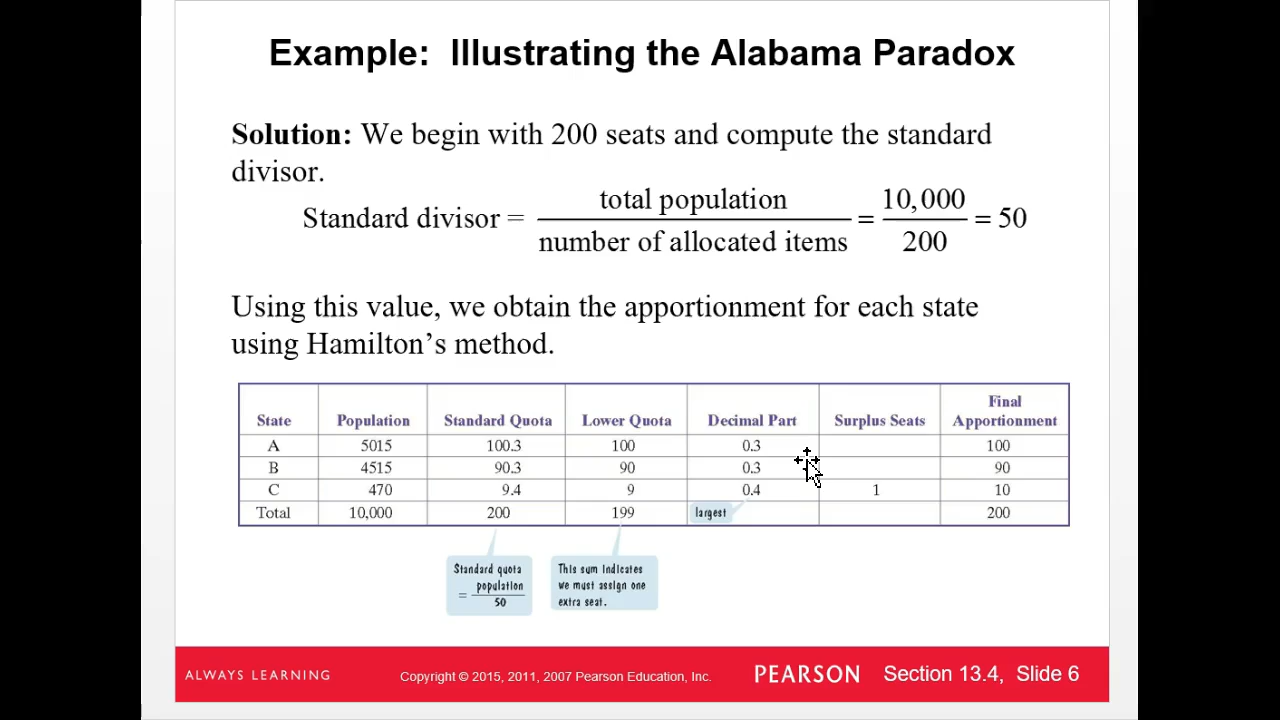 Example: Illustrating the Alabama Paradox
Solution: We begin with 200 seats and compute the standard
divisor.
Standard divisor = total population / number of allocated items = 10,000 / 200 = 50
Using this value, we obtain the apportionment for each state
using Hamilton's method.
State Population Standard Quota Lower Quota Decimal Part Surplus Seats Final Apportionment
A 5015 100.3 100 0.3 100
B 4515 90.3 90 0.3 90
C 470 9.4 9 0.4 1 10
Total 10,000 200 199 largest 200
Standard quota
= population / 50
This sum indicates
we must assign one
extra seat.
ALWAYS LEARNING
Copyright © 2015, 2011, 2007 Pearson Education, Inc.
PEARSON
Section 13.4, Slide 6